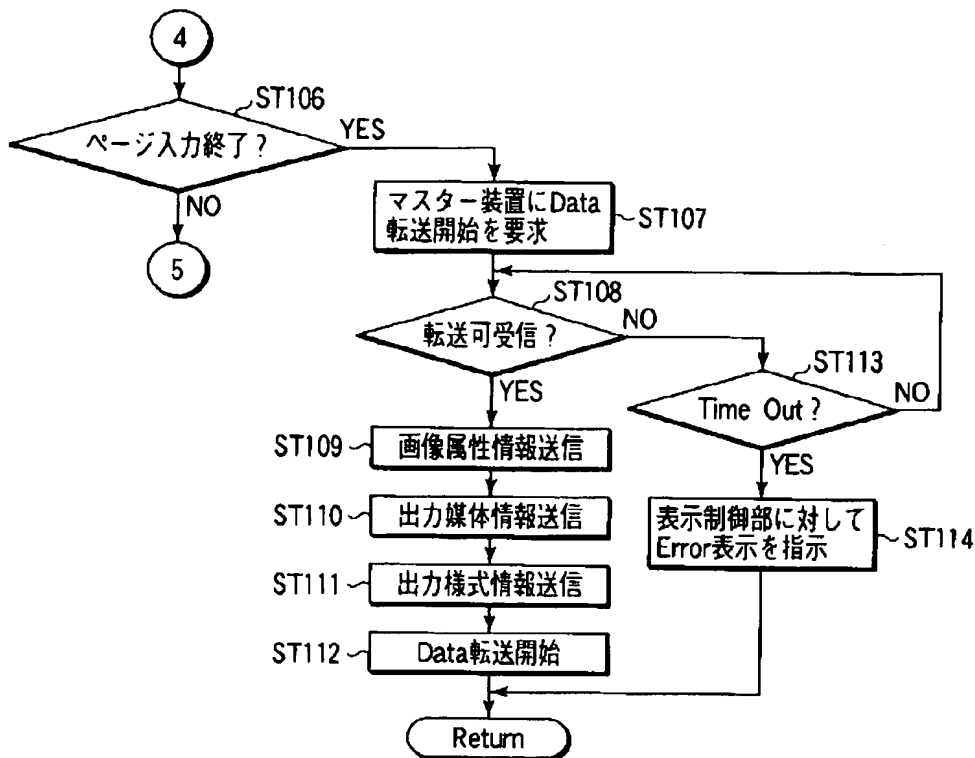 4
ST106
ページ入力終了?
YES
NO
5
マスター装置にData
転送開始を要求
ST107
ST108
転送可受信?
NO
YES
ST113
Time Out?
NO
YES
ST109
画像属性情報送信
ST110
出力媒体情報送信
ST111
出力様式情報送信
ST112
Data転送開始
表示制御部に対して
Error表示を指示
ST114
Return